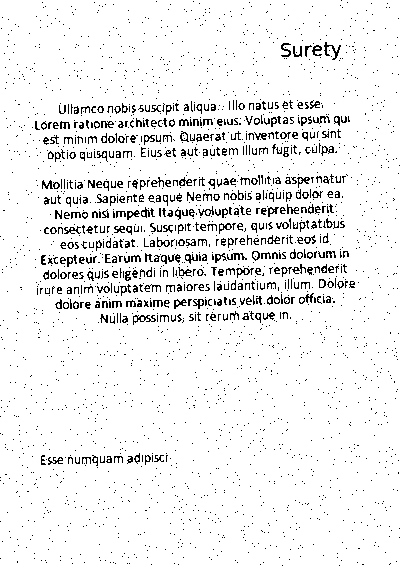 Surety
Ullamco nobis suscipit aliqua. Illo natus et esse.
Lorem ratione architecto minim eius. Voluptas ipsum qui
est minim dolore ipsum. Quaerat ut inventore qui sint
optio quisquam. Eius et aut autem illum fugit, culpa.
Mollitia Neque reprehenderit quae mollitia aspernatur
aut quia. Sapiente eaque Nemo nobis aliquip dolor ea.
Nemo nisi impedit Itaque voluptate reprehenderit
consectetur sequi. Suscipit tempore, quis voluptatibus
eos cupidatat. Laboriosam, reprehenderit eos id
Excepteur. Earum Itaque quia ipsum. Omnis dolorum in
dolores quis eligendi in libero. Tempore, reprehenderit
irure anim voluptatem maiores laudantium, illum. Dolore
dolore anim maxime perspiciatis velit dolor officia.
Nulla possimus, sit rerum atque in.
Esse numquam adipisci